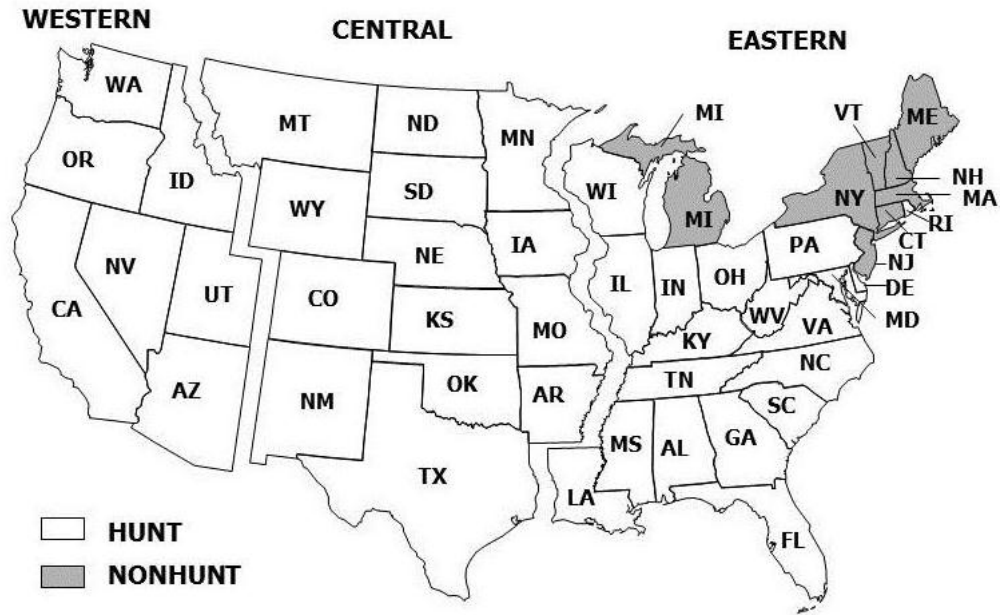 WESTERN
CENTRAL
EASTERN
WA
MT
ND
MN
MI
VT
ME
OR
ID
WY
SD
WI
MI
NY
NH
MA
RI
CT
NJ
DE
MD
NV
UT
CO
NE
IA
IL
IN
OH
PA
CA
KS
MO
KY
WV
VA
AZ
NM
OK
AR
TN
NC
SC
TX
LA
MS
AL
GA
FL
HUNT
NONHUNT